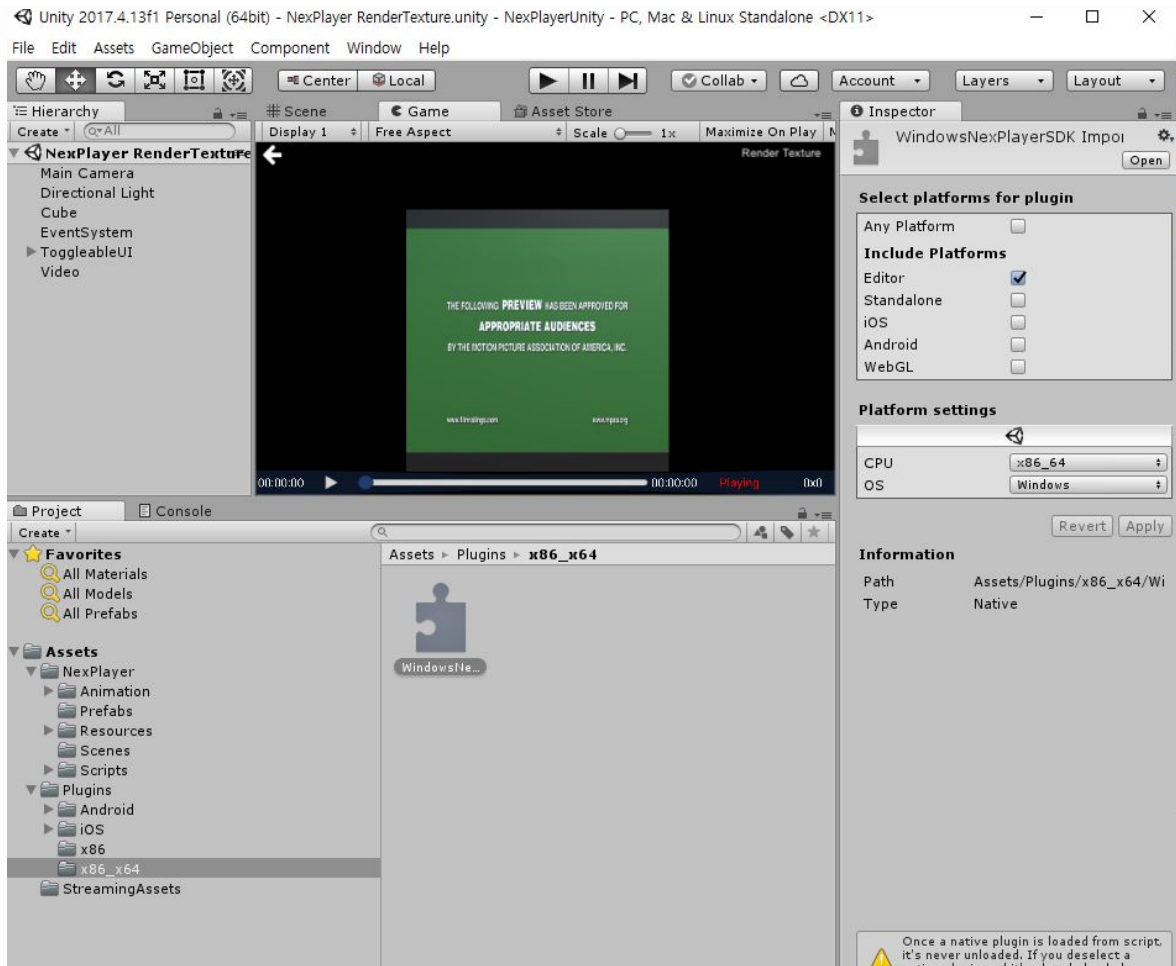 Unity 2017.4.13f1 Personal (64bit) - NexPlayer RenderTexture.unity - NexPlayerUnity - PC, Mac & Linux Standalone <DX11>
File Edit Assets GameObject Component Window Help
Center Local Collab Account Layers Layout
Hierarchy
Create All
NexPlayer RenderTexture
Main Camera
Directional Light
Cube
EventSystem
ToggleableUI
Video
Scene Game Asset Store
Display 1 Free Aspect Scale 1x Maximize On Play
Render Texture
THE FOLLOWING PREVIEW HAS BEEN APPROVED FOR
APPROPRIATE AUDIENCES
BY THE MOTION PICTURE ASSOCIATION OF AMERICA, INC.
www.filmratings.com www.mpaa.org
00:00:00 00:00:00 Playing 0x0
Project Console
Create
Favorites
All Materials
All Models
All Prefabs
Assets
NexPlayer
Animation
Prefabs
Resources
Scenes
Scripts
Plugins
Android
iOS
x86
x86_x64
StreamingAssets
Assets Plugins x86_x64
WindowsNe...
Inspector
WindowsNexPlayerSDK Impor
Open
Select platforms for plugin
Any Platform
Include Platforms
Editor
Standalone
iOS
Android
WebGL
Platform settings
CPU x86_64
OS Windows
Revert Apply
Information
Path Assets/Plugins/x86_x64/Wi
Type Native
Once a native plugin is loaded from script,
it's never unloaded. If you deselect a